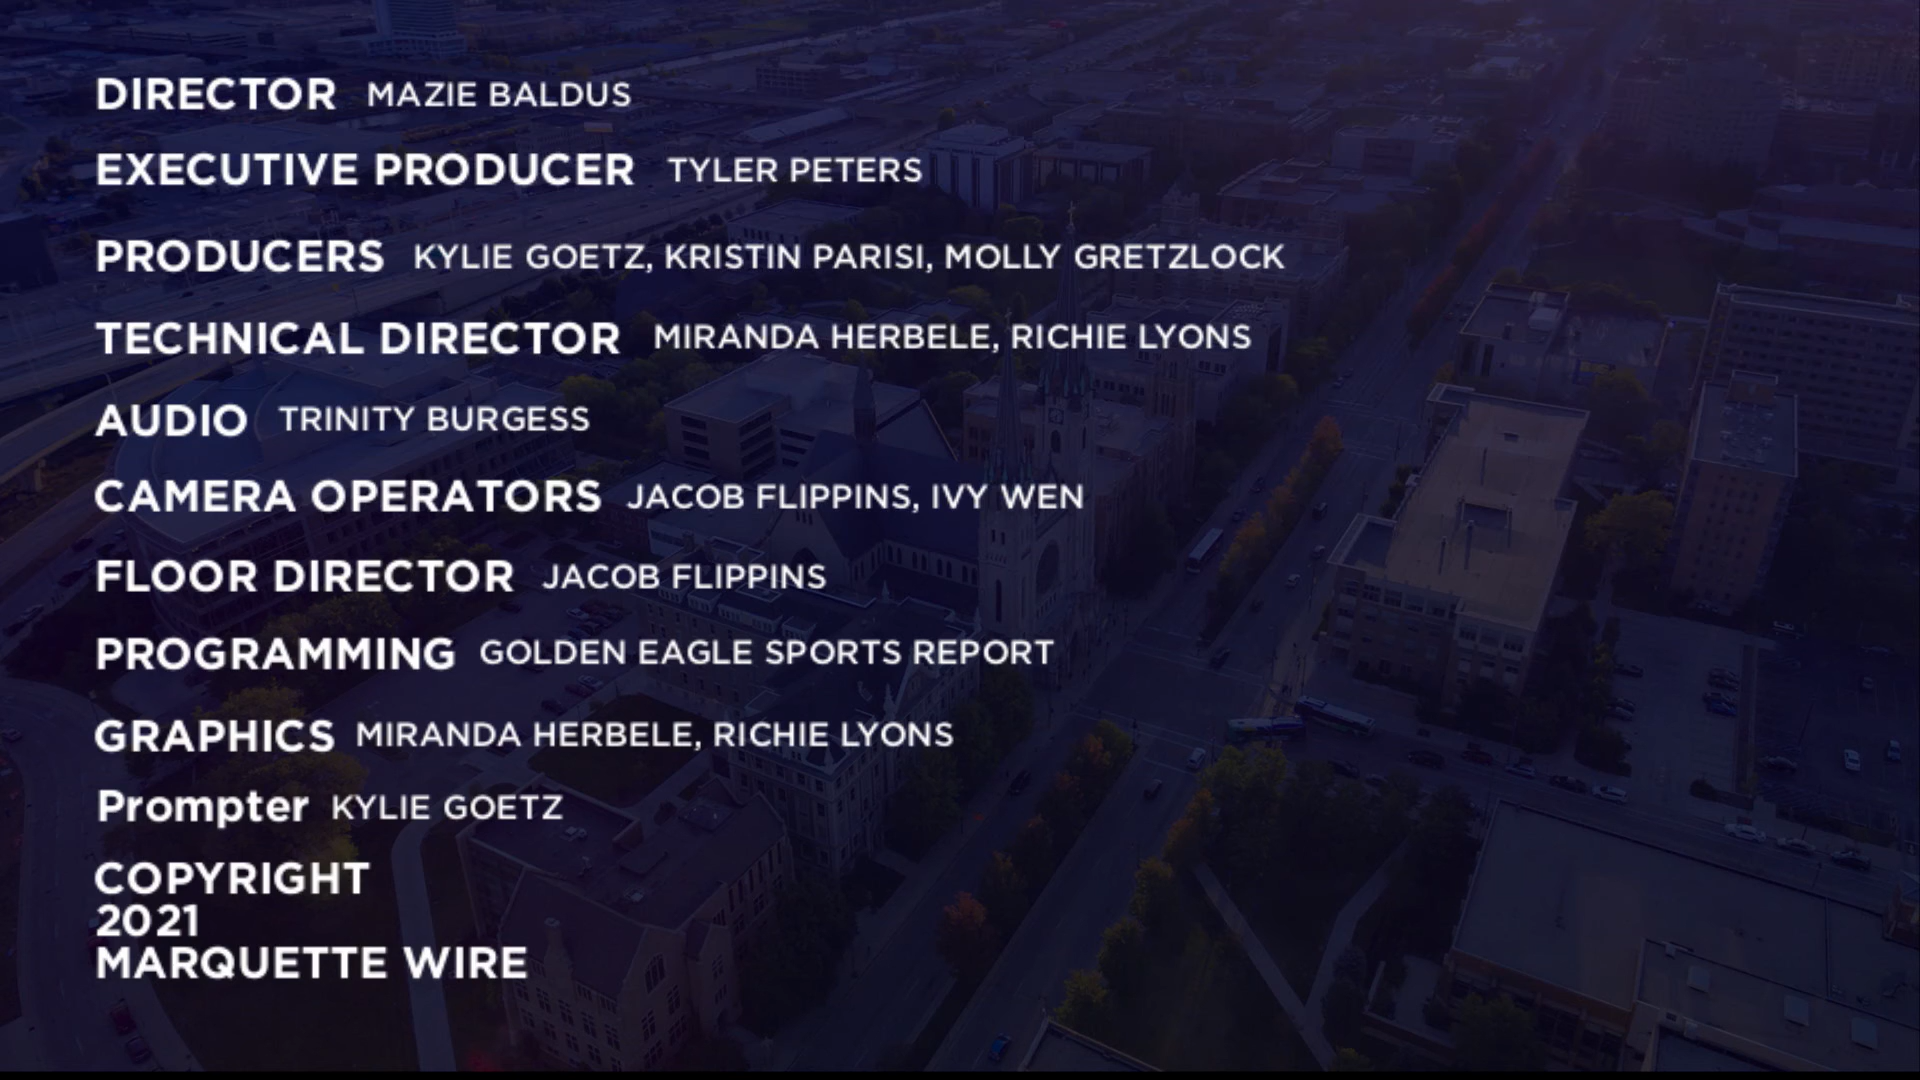 DIRECTOR MAZIE BALDUS
EXECUTIVE PRODUCER TYLER PETERS
PRODUCERS KYLIE GOETZ, KRISTIN PARISI, MOLLY GRETZLOCK
TECHNICAL DIRECTOR MIRANDA HERBELE, RICHIE LYONS
AUDIO TRINITY BURGESS
CAMERA OPERATORS JACOB FLIPPINS, IVY WEN
FLOOR DIRECTOR JACOB FLIPPINS
PROGRAMMING GOLDEN EAGLE SPORTS REPORT
GRAPHICS MIRANDA HERBELE, RICHIE LYONS
Prompter KYLIE GOETZ
COPYRIGHT
2021
MARQUETTE WIRE